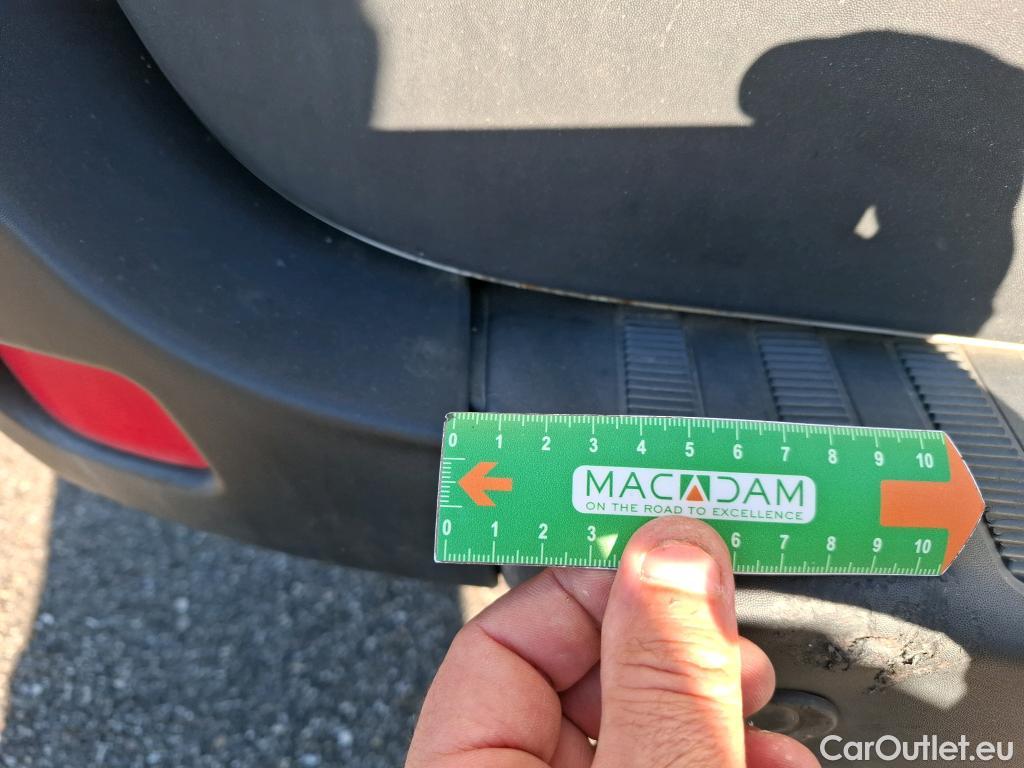 0 1 2 3 4 5 6 7 8 9 10
MACADAM
ON THE ROAD TO EXCELLENCE
0 1 2 3 6 7 8 9 10
CarOutlet.eu